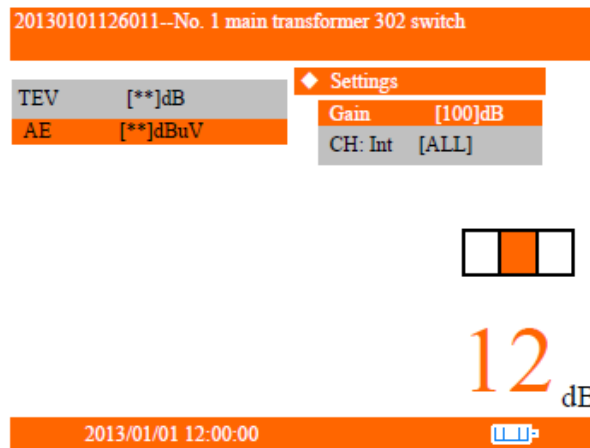 20130101126011--No. 1 main transformer 302 switch
TEV [**]dB
AE [**]dBuV
Settings
Gain [100]dB
CH: Int [ALL]
12
2013/01/01 12:00:00